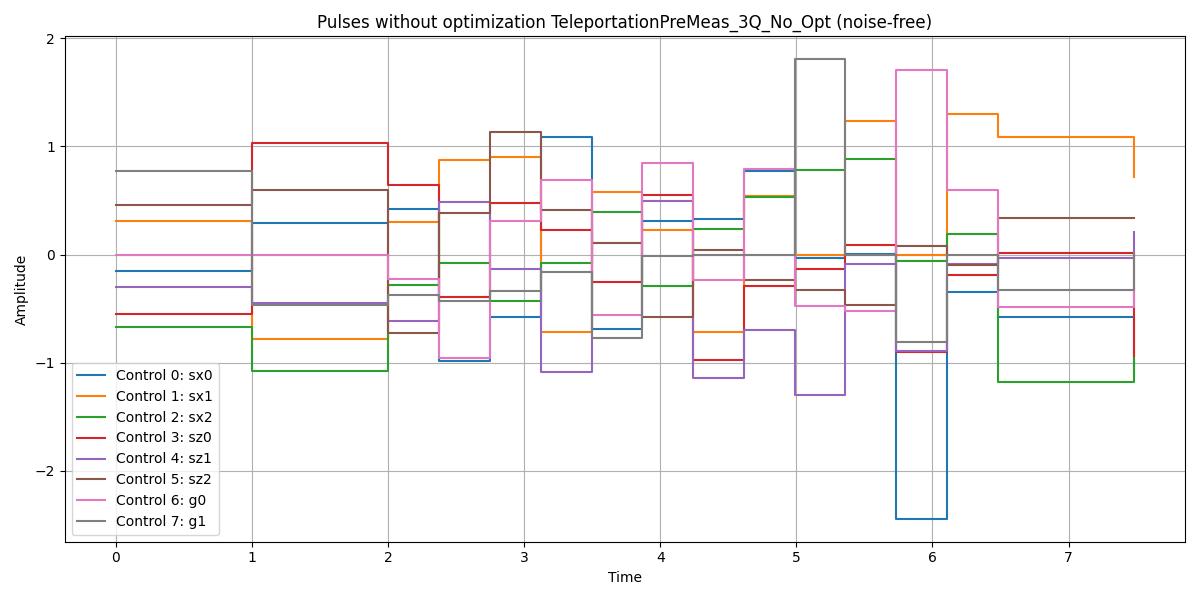 Pulses without optimization TeleportationPreMeas_3Q_No_Opt (noise-free)
2
1
0
−1
−2
Amplitude
Control 0: sx0
Control 1: sx1
Control 2: sx2
Control 3: sz0
Control 4: sz1
Control 5: sz2
Control 6: g0
Control 7: g1
0 1 2 3 4 5 6 7
Time